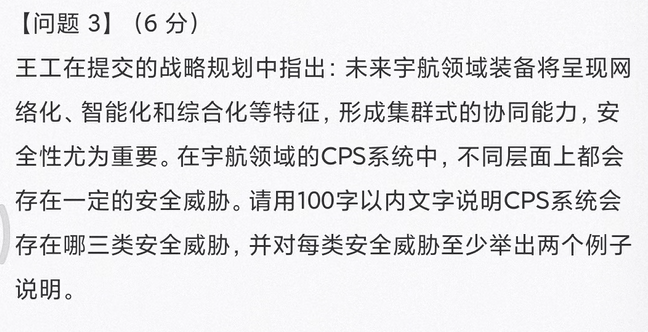 【问题 3】（6 分）
王工在提交的战略规划中指出：未来宇航领域装备将呈现网
络化、智能化和综合化等特征，形成集群式的协同能力，安
全性尤为重要。在宇航领域的CPS系统中，不同层面上都会
存在一定的安全威胁。请用100字以内文字说明CPS系统会
存在哪三类安全威胁，并对每类安全威胁至少举出两个例子
说明。